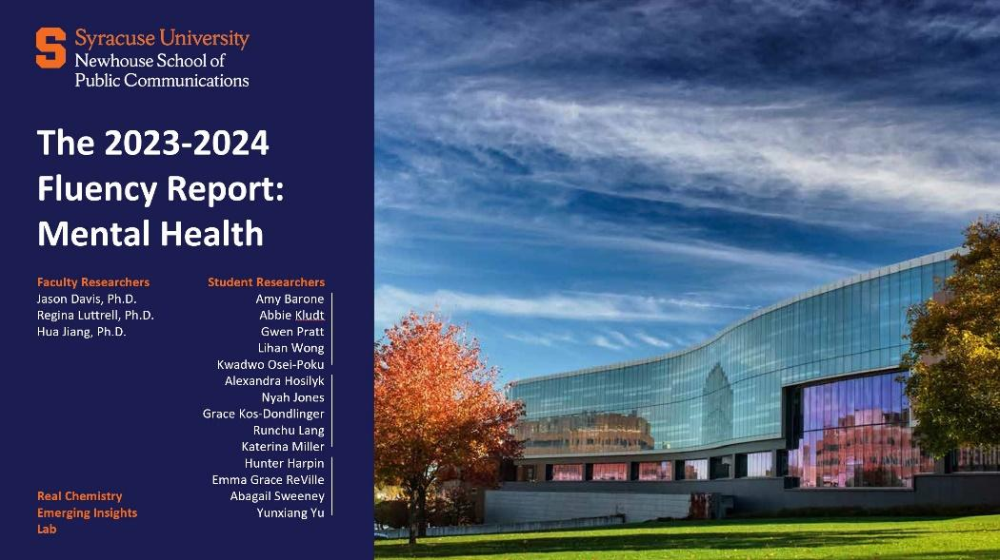 S
Syracuse University
Newhouse School of
Public Communications
The 2023-2024
Fluency Report:
Mental Health
Faculty Researchers
Jason Davis, Ph.D.
Regina Luttrell, Ph.D.
Hua Jiang, Ph.D.
Student Researchers
Amy Barone
Abbie Kludt
Gwen Pratt
Lihan Wong
Kwadwo Osei-Poku
Alexandra Hosilyk
Nyah Jones
Grace Kos-Dondlinger
Runchu Lang
Katerina Miller
Hunter Harpin
Emma Grace ReVille
Abagail Sweeney
Yunxiang Yu
Real Chemistry
Emerging Insights
Lab